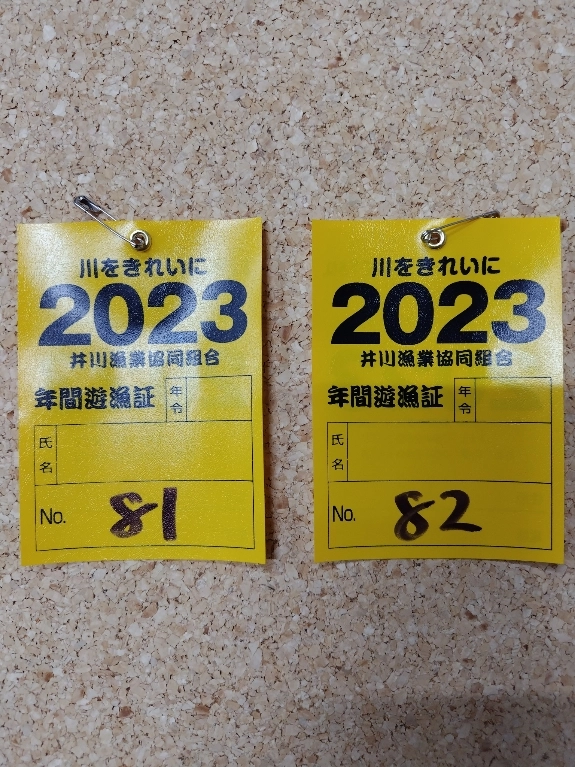 川をきれいに
2023
井川漁業協同組合
年間遊漁証
年令
氏名
No. 81
川をきれいに
2023
井川漁業協同組合
年間遊漁証
年令
氏名
No. 82